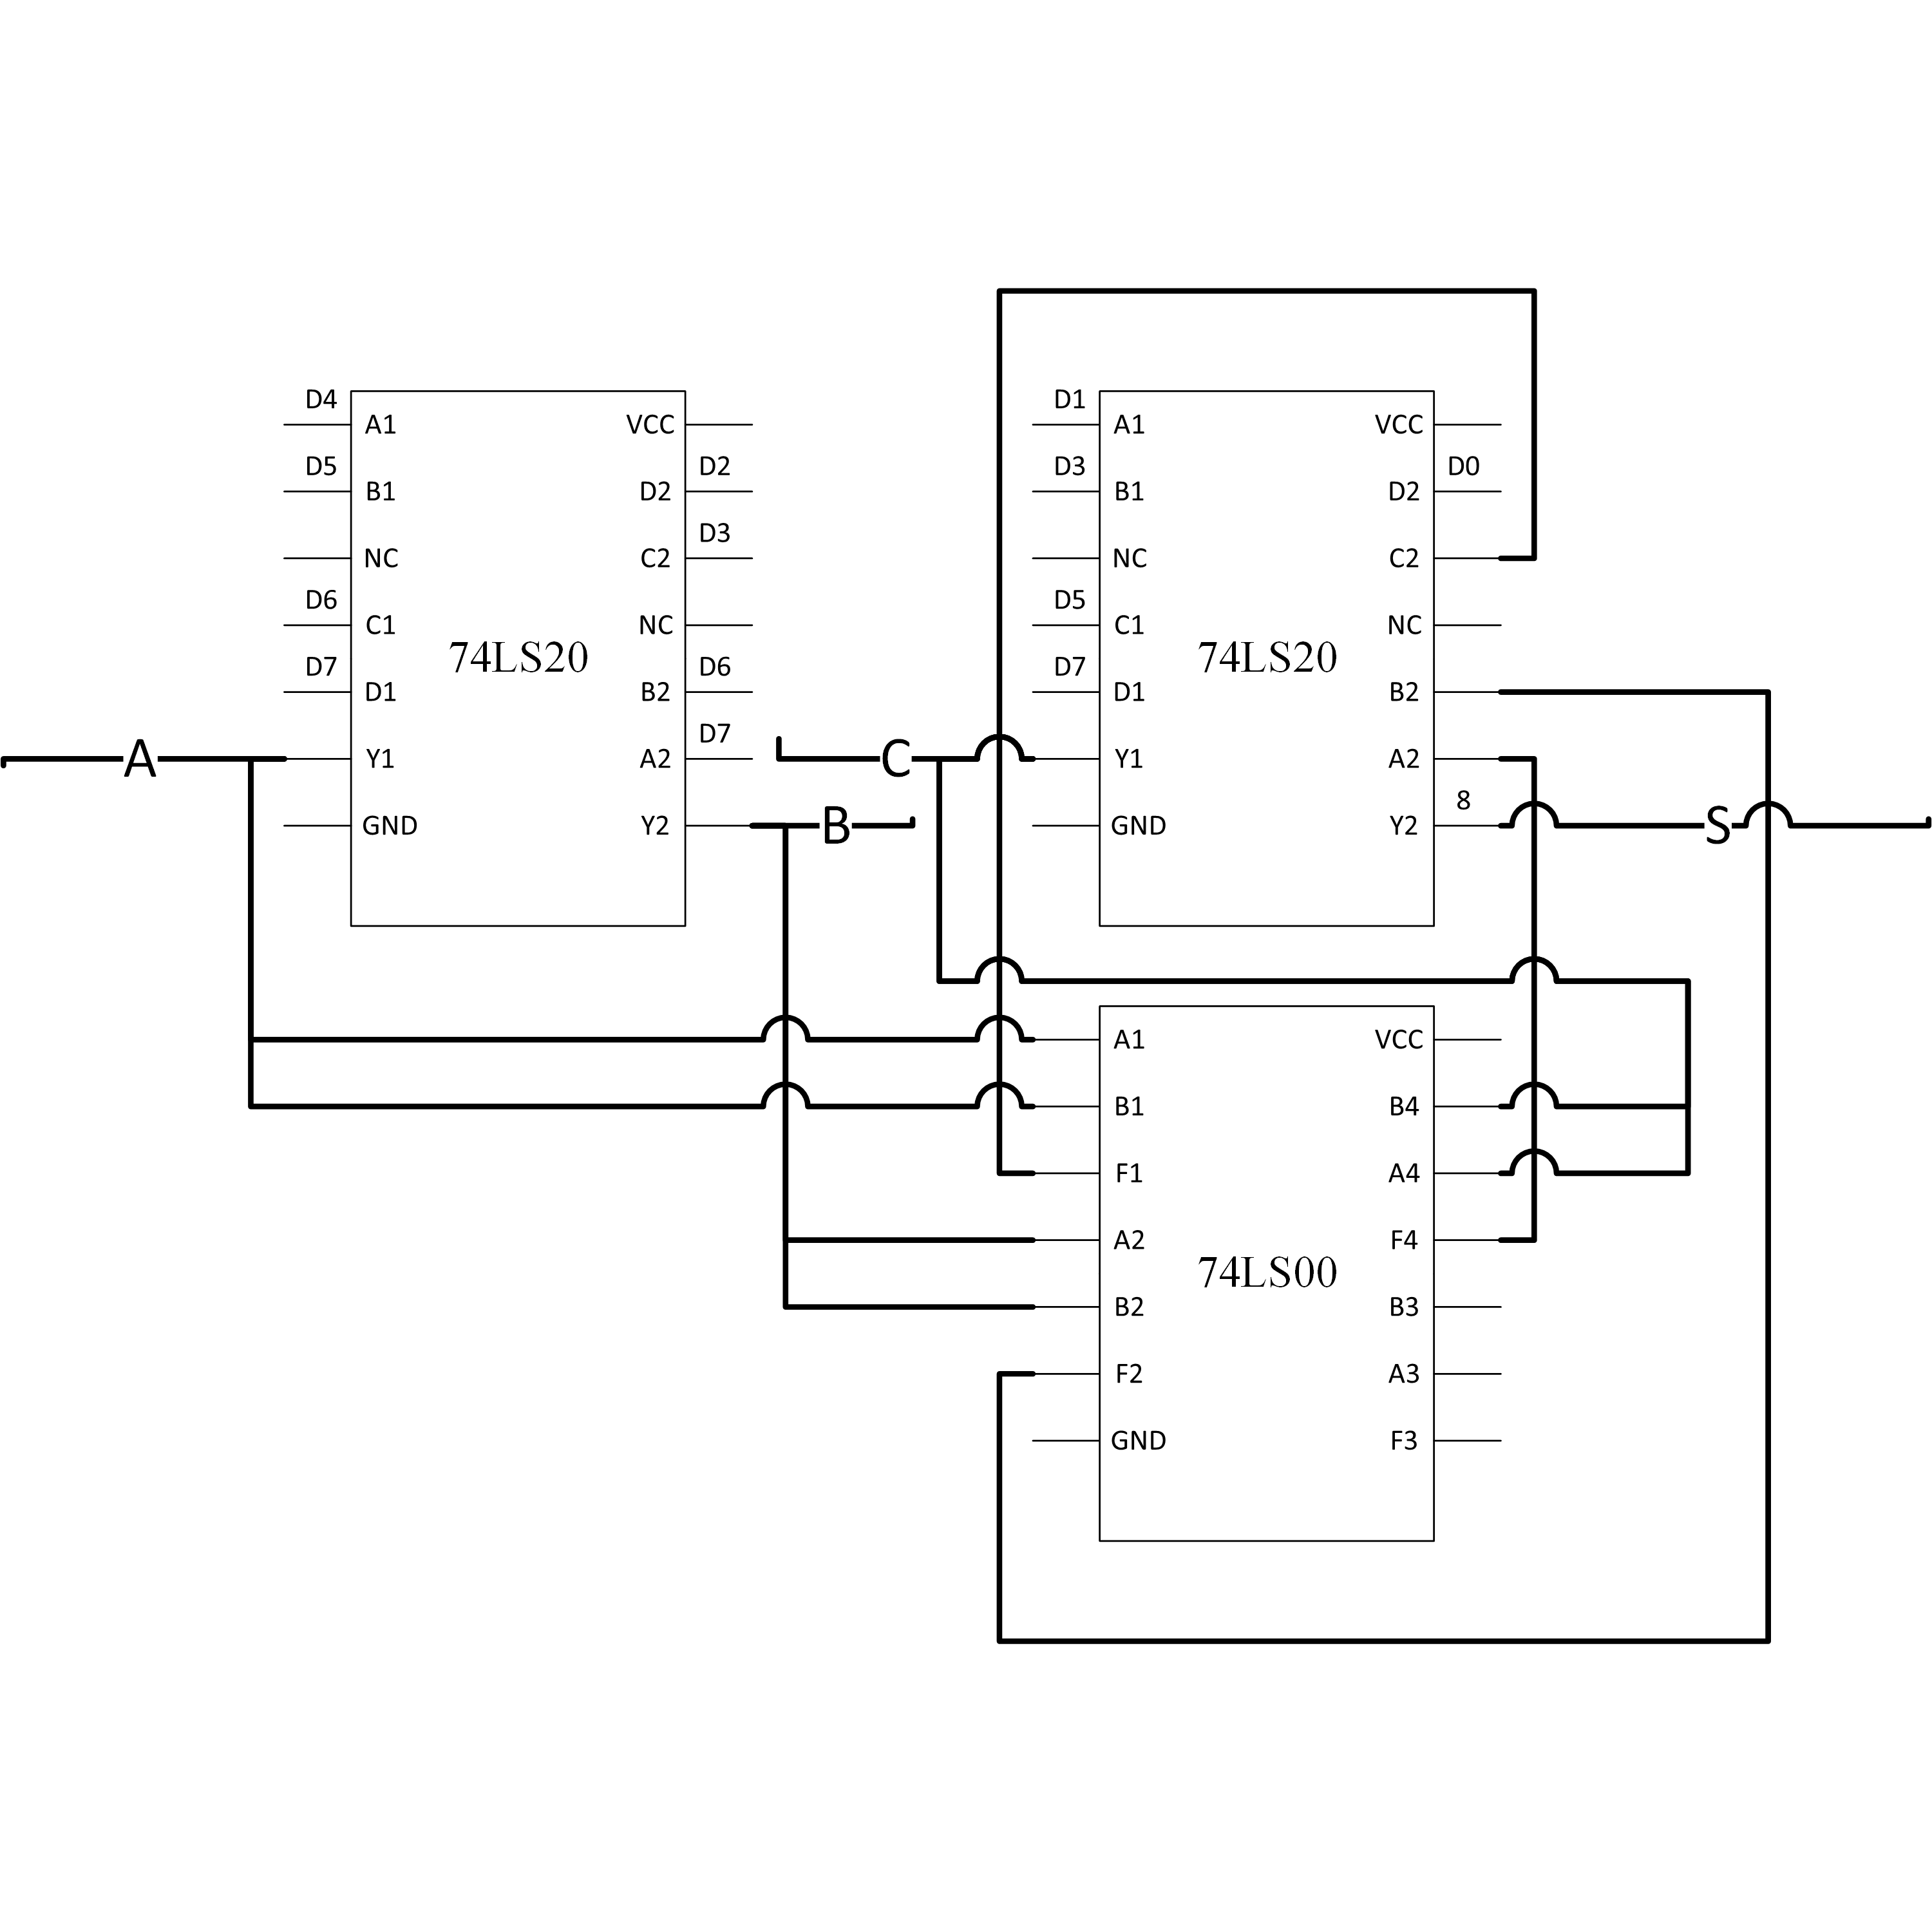 D4
A1
VCC
D5
B1
D2
D2
NC
C2
D3
D6
C1
NC
74LS20
D7
D1
B2
D6
A
Y1
A2
D7
GND
Y2
B
C
D1
A1
VCC
D3
B1
D2
D0
NC
C2
D5
C1
NC
74LS20
D7
D1
B2
Y1
A2
GND
Y2
8
S
A1
VCC
B1
B4
F1
A4
A2
F4
74LS00
B2
B3
F2
A3
GND
F3